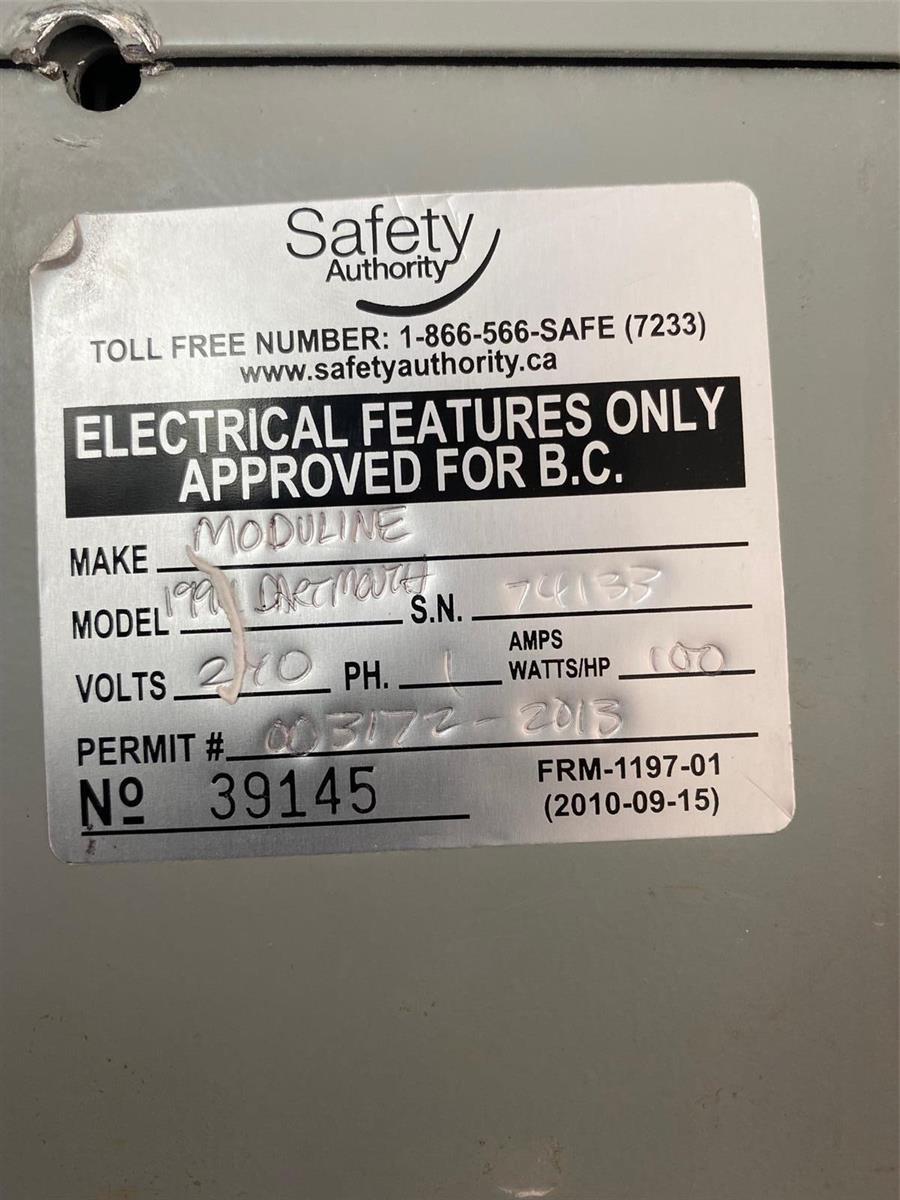 Safety
Authority
TOLL FREE NUMBER: 1-866-566-SAFE (7233)
www.safetyauthority.ca
ELECTRICAL FEATURES ONLY
APPROVED FOR B.C.
MAKE MODULINE
MODEL DARTMOUTH S.N. 74133
VOLTS 240 PH. 1 AMPS WATTS/HP 100
PERMIT # 003172-2013
Nº 39145 FRM-1197-01
(2010-09-15)